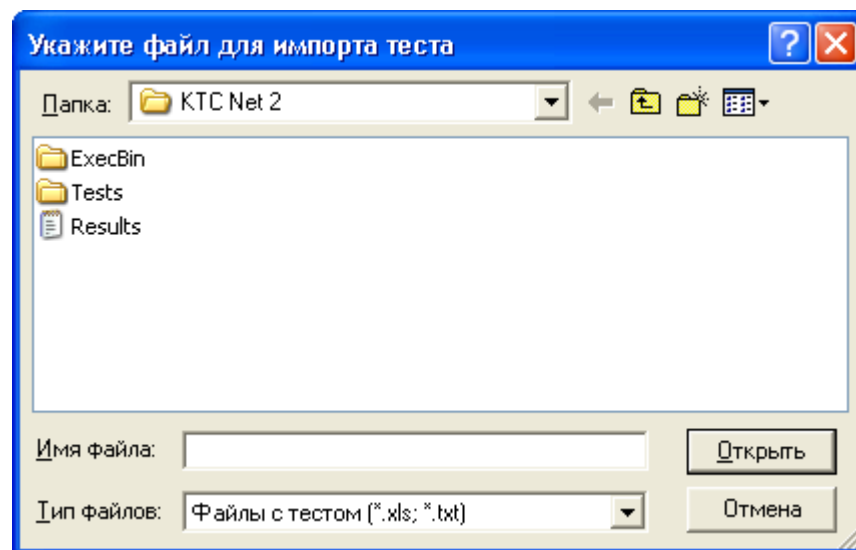 Укажите файл для импорта теста
Папка: KTC Net 2
ExecBin
Tests
Results
Имя файла: Открыть
Тип файлов: Файлы с тестом (*.xls; *.txt) Отмена